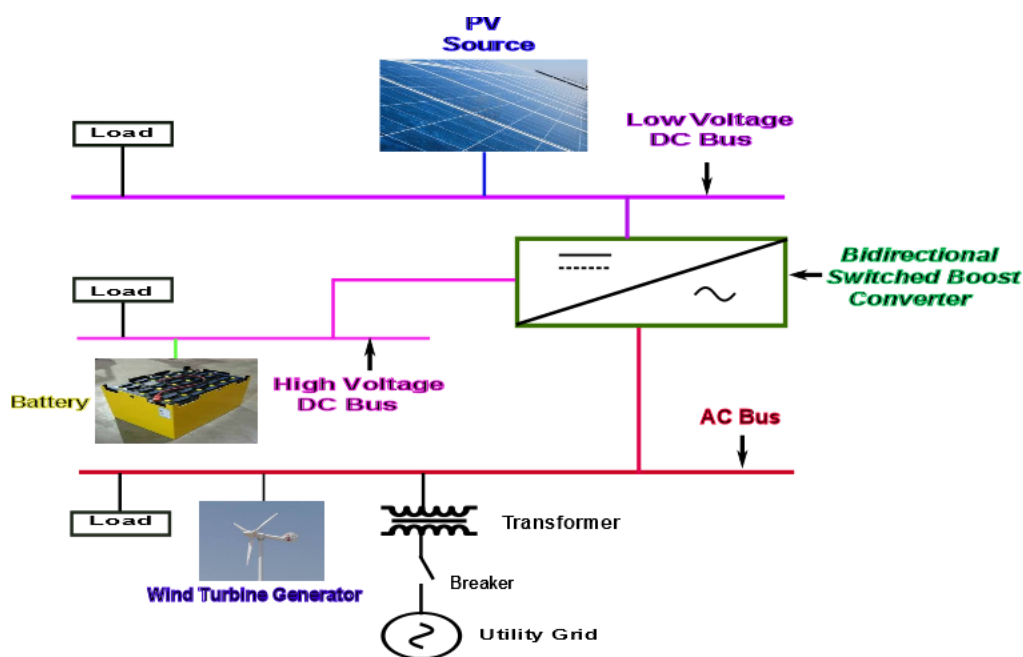 PV
Source
Load
Low Voltage
DC Bus
Bidirectional
Switched Boost
Converter
Load
High Voltage
DC Bus
Battery
AC Bus
Load
Transformer
Wind Turbine Generator
Breaker
Utility Grid